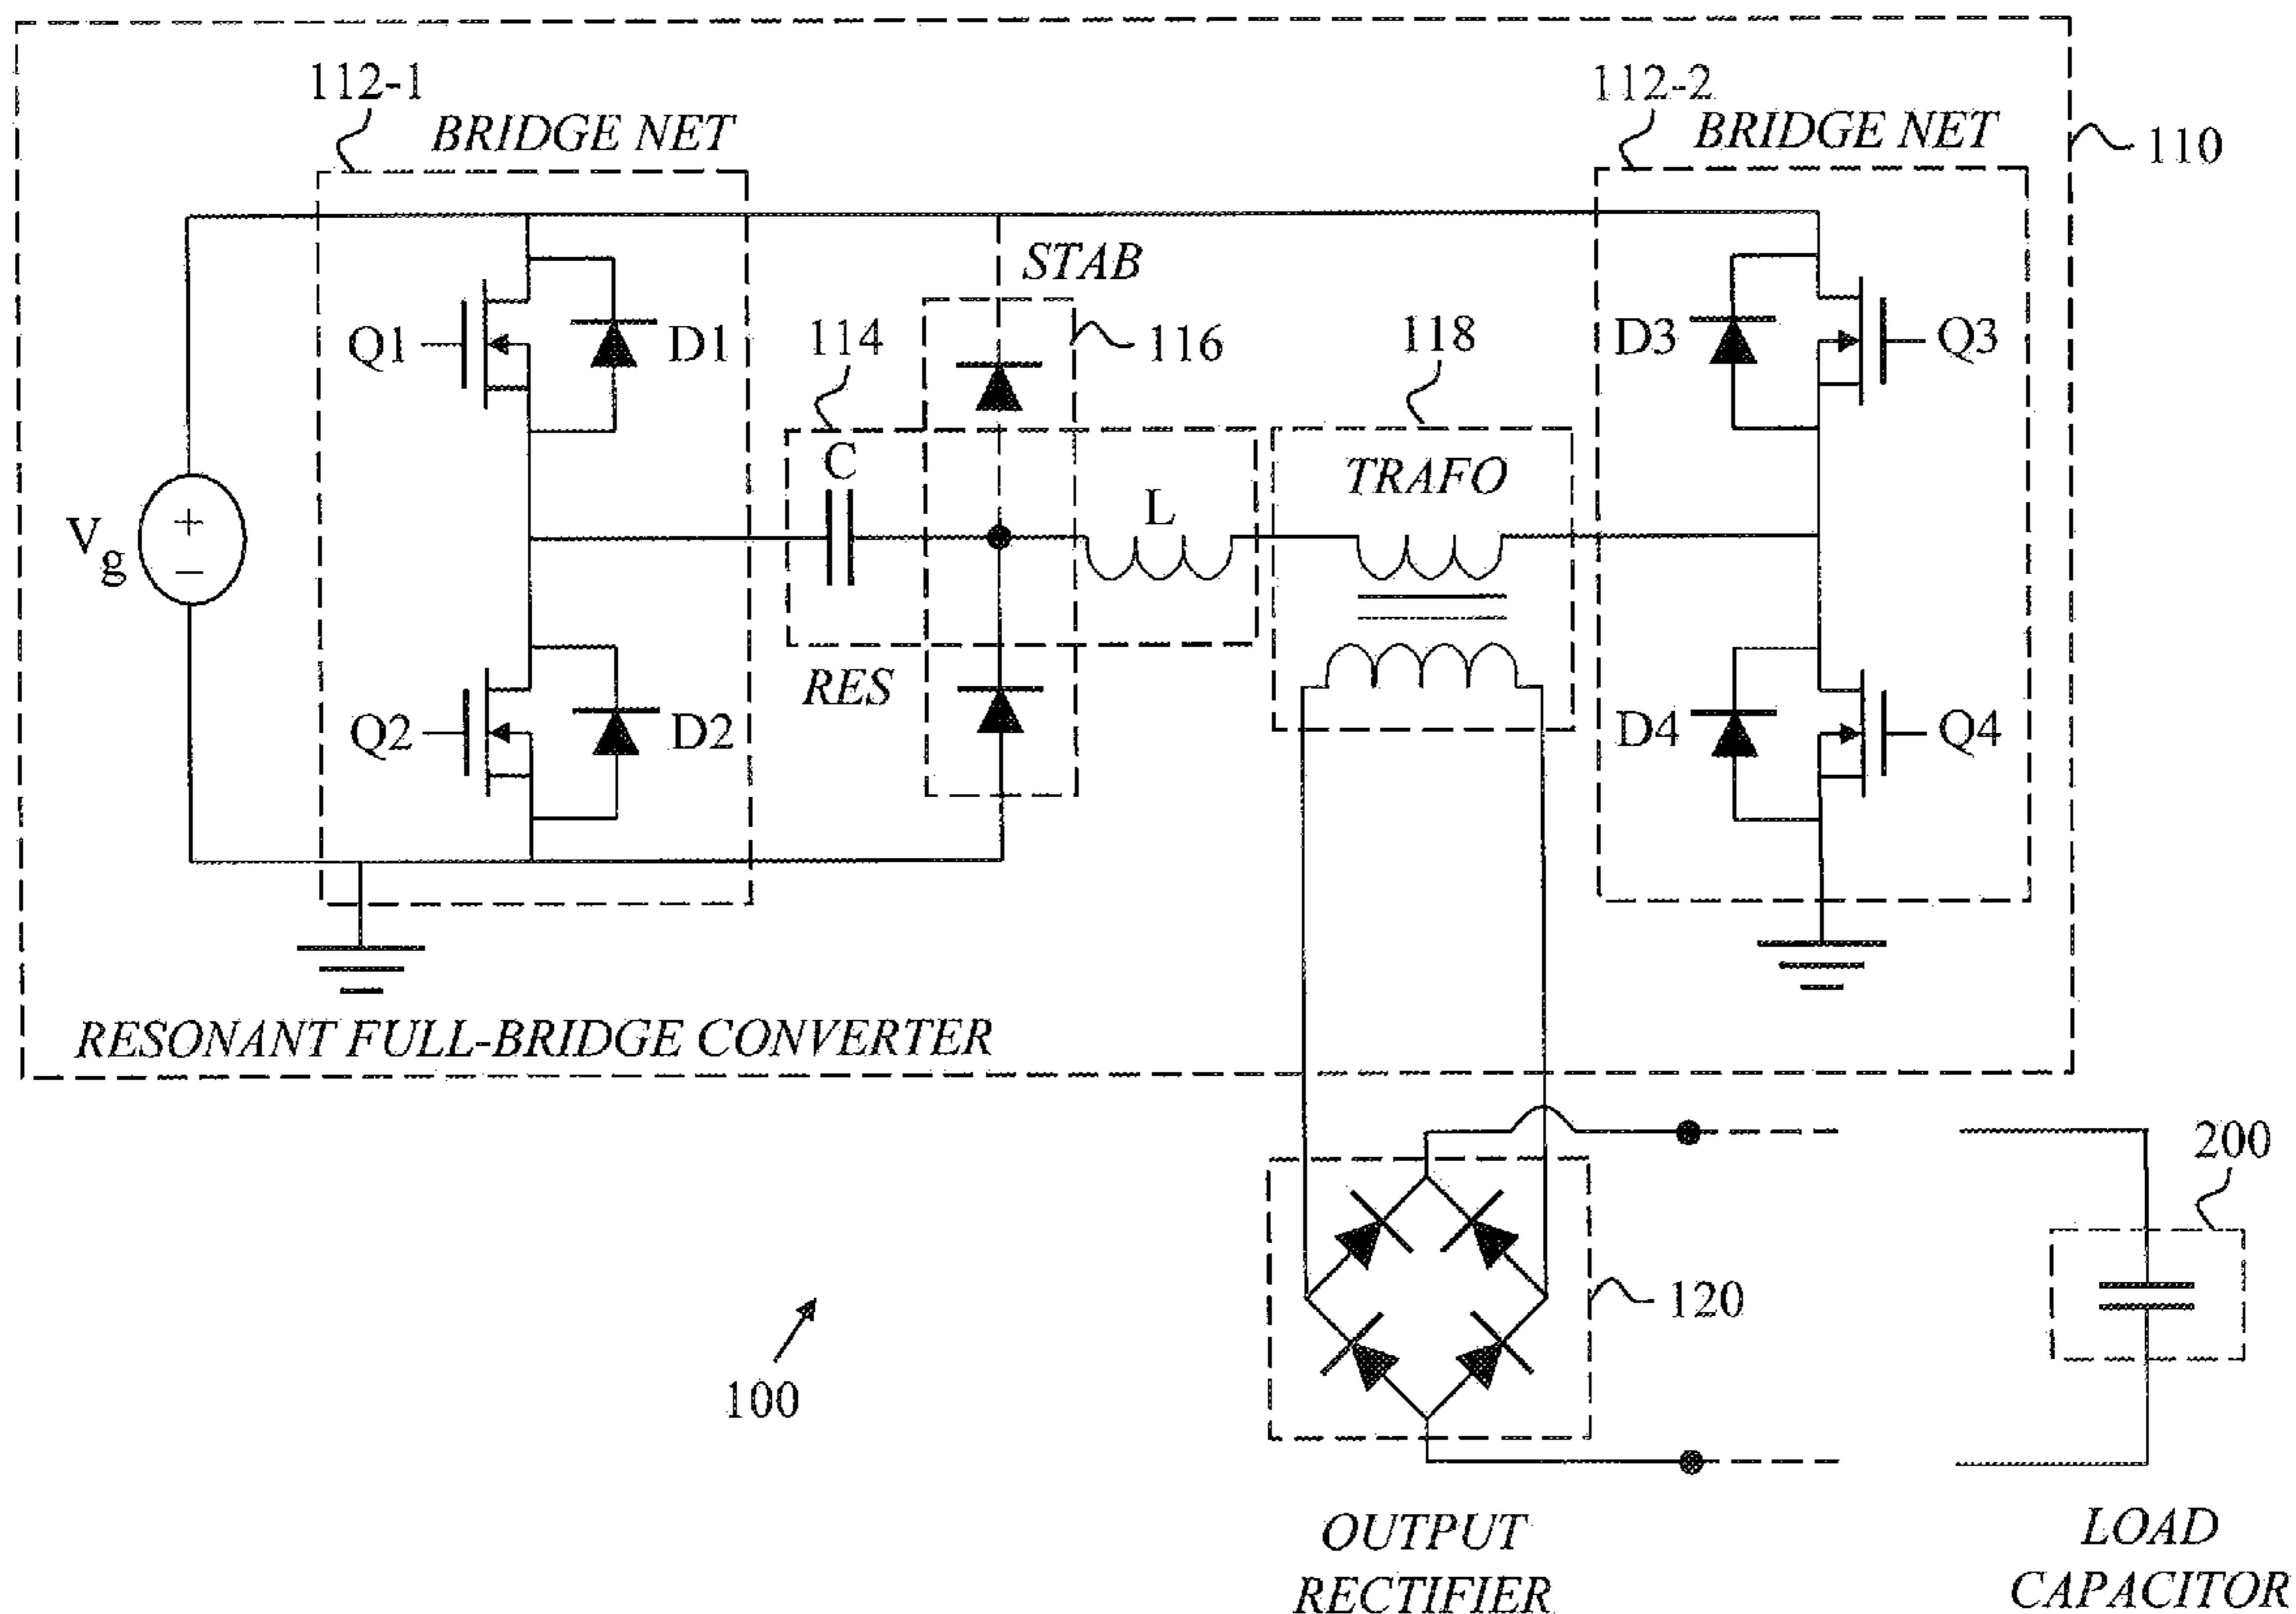 112-1
BRIDGE NET
112-2
BRIDGE NET
110
STAB
Q1
D1
114
116
118
D3
Q3
C
TRAFO
L
+
Vg
−
RES
Q2
D2
D4
Q4
RESONANT FULL-BRIDGE CONVERTER
200
120
100
OUTPUT
RECTIFIER
LOAD
CAPACITOR